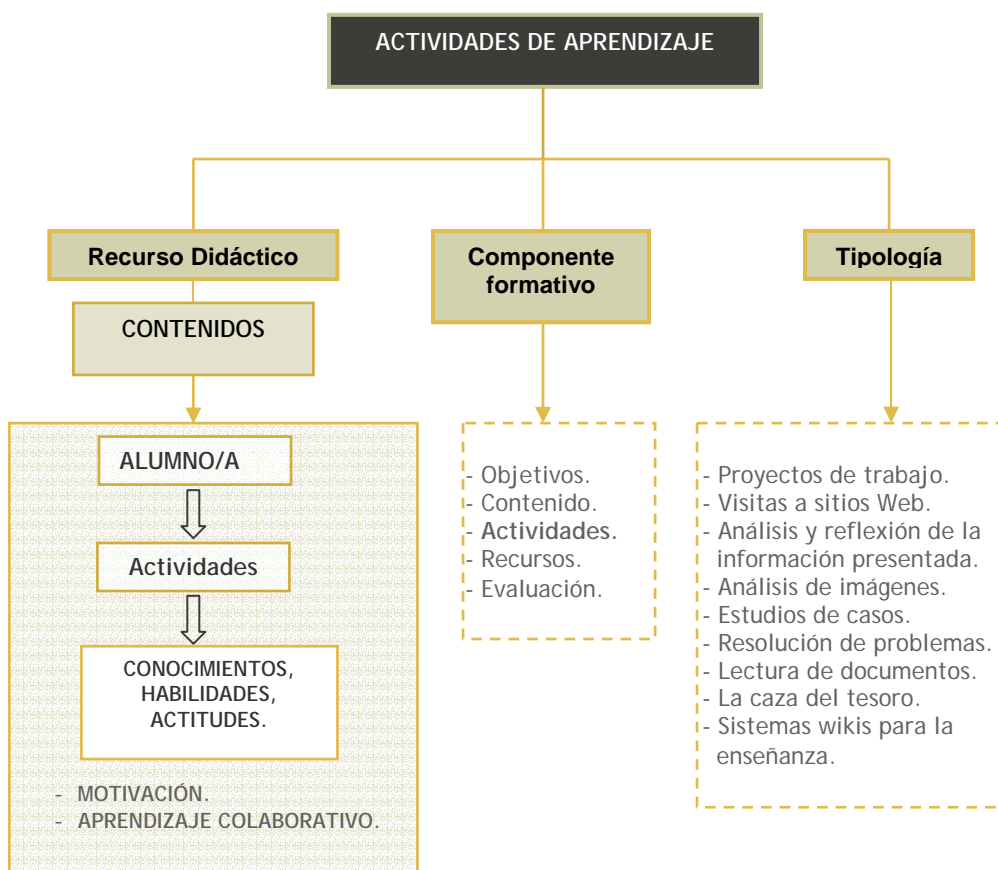 ACTIVIDADES DE APRENDIZAJE
Recurso Didáctico
CONTENIDOS
ALUMNO/A
Actividades
CONOCIMIENTOS,
HABILIDADES,
ACTITUDES.
- MOTIVACIÓN.
- APRENDIZAJE COLABORATIVO.
Componente
formativo
- Objetivos.
- Contenido.
- Actividades.
- Recursos.
- Evaluación.
Tipología
- Proyectos de trabajo.
- Visitas a sitios Web.
- Análisis y reflexión de la
información presentada.
- Análisis de imágenes.
- Estudios de casos.
- Resolución de problemas.
- Lectura de documentos.
- La caza del tesoro.
- Sistemas wikis para la
enseñanza.